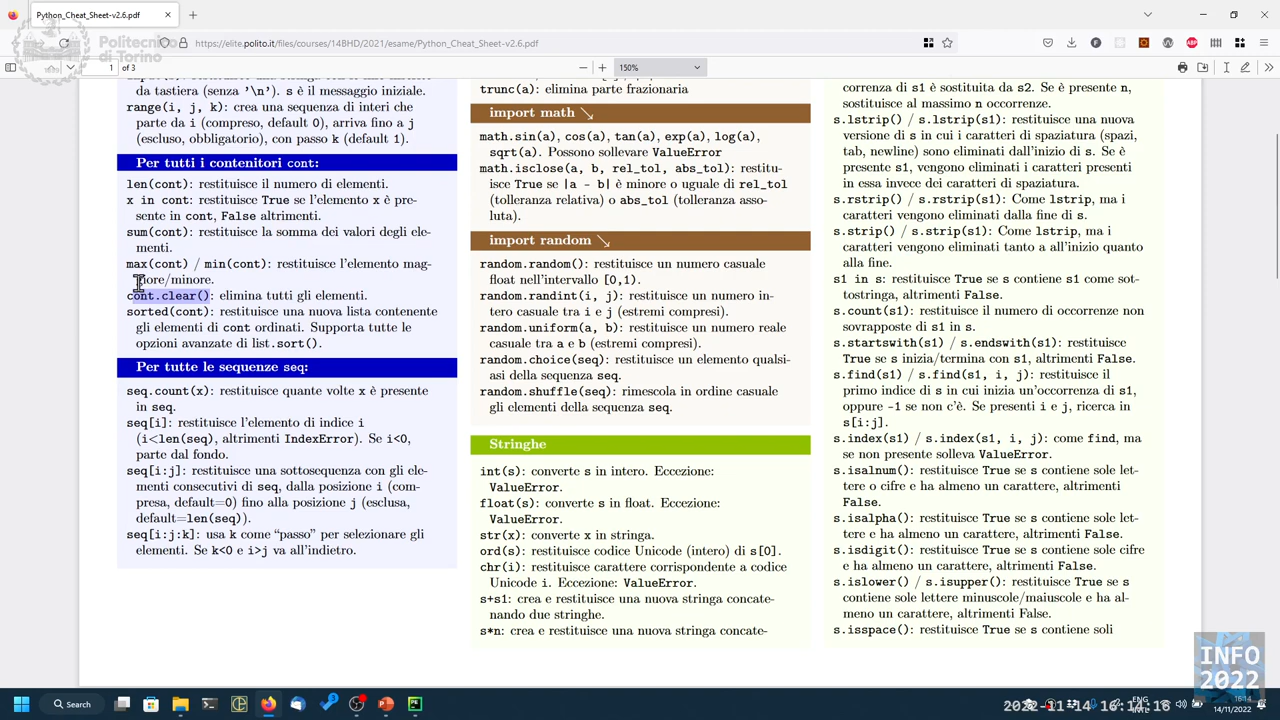 Python_Cheat_Sheet-v2.6.pdf
Politecnico
di Torino
https://elite.polito.it/files/courses/14BHD/2021/esame/Python_Cheat_Sheet-v2.6.pdf
1 of 3
150%
da tastiera (senza '\n'). s è il messaggio iniziale.
range(i, j, k): crea una sequenza di interi che
parte da i (compreso, default 0), arriva fino a j
(escluso, obbligatorio), con passo k (default 1).
Per tutti i contenitori cont:
len(cont): restituisce il numero di elementi.
x in cont: restituisce True se l'elemento x è pre-
sente in cont, False altrimenti.
sum(cont): restituisce la somma dei valori degli ele-
menti.
max(cont) / min(cont): restituisce l'elemento mag-
giore/minore.
cont.clear(): elimina tutti gli elementi.
sorted(cont): restituisce una nuova lista contenente
gli elementi di cont ordinati. Supporta tutte le
opzioni avanzate di list.sort().
Per tutte le sequenze seq:
seq.count(x): restituisce quante volte x è presente
in seq.
seq[i]: restituisce l'elemento di indice i
(i<len(seq), altrimenti IndexError). Se i<0,
parte dal fondo.
seq[i:j]: restituisce una sottosequenza con gli ele-
menti consecutivi di seq, dalla posizione i (com-
presa, default=0) fino alla posizione j (esclusa,
default=len(seq)).
seq[i:j:k]: usa k come "passo" per selezionare gli
elementi. Se k<0 e i>j va all'indietro.
trunc(a): elimina parte frazionaria
import math ↘
math.sin(a), cos(a), tan(a), exp(a), log(a),
sqrt(a). Possono sollevare ValueError
math.isclose(a, b, rel_tol, abs_tol): restitu-
isce True se |a - b| è minore o uguale di rel_tol
(tolleranza relativa) o abs_tol (tolleranza asso-
luta).
import random ↘
random.random(): restituisce un numero casuale
float nell'intervallo [0,1).
random.randint(i, j): restituisce un numero in-
tero casuale tra i e j (estremi compresi).
random.uniform(a, b): restituisce un numero reale
casuale tra a e b (estremi compresi).
random.choice(seq): restituisce un elemento qualsi-
asi della sequenza seq.
random.shuffle(seq): rimescola in ordine casuale
gli elementi della sequenza seq.
Stringhe
int(s): converte s in intero. Eccezione:
ValueError.
float(s): converte s in float. Eccezione:
ValueError.
str(x): converte x in stringa.
ord(s): restituisce codice Unicode (intero) di s[0].
chr(i): restituisce carattere corrispondente a codice
Unicode i. Eccezione: ValueError.
s+s1: crea e restituisce una nuova stringa concate-
nando due stringhe.
s*n: crea e restituisce una nuova stringa concate-
correnza di s1 è sostituita da s2. Se è presente n,
sostituisce al massimo n occorrenze.
s.lstrip() / s.lstrip(s1): restituisce una nuova
versione di s in cui i caratteri di spaziatura (spazi,
tab, newline) sono eliminati dall'inizio di s. Se è
presente s1, vengono eliminati i caratteri presenti
in essa invece dei caratteri di spaziatura.
s.rstrip() / s.rstrip(s1): Come lstrip, ma i
caratteri vengono eliminati dalla fine di s.
s.strip() / s.strip(s1): Come lstrip, ma i
caratteri vengono eliminati tanto a all'inizio quanto
alla fine.
s1 in s: restituisce True se s contiene s1 come sot-
tostringa, altrimenti False.
s.count(s1): restituisce il numero di occorrenze non
sovrapposte di s1 in s.
s.startswith(s1) / s.endswith(s1): restituisce
True se s inizia/termina con s1, altrimenti False.
s.find(s1) / s.find(s1, i, j): restituisce il
primo indice di s in cui inizia un'occorrenza di s1,
oppure -1 se non c'è. Se presenti i e j, ricerca in
s[i:j].
s.index(s1) / s.index(s1, i, j): come find, ma
se non presente solleva ValueError.
s.isalnum(): restituisce True se s contiene sole let-
tere o cifre e ha almeno un carattere, altrimenti
False.
s.isalpha(): restituisce True se s contiene sole let-
tere e ha almeno un carattere, altrimenti False.
s.isdigit(): restituisce True se s contiene sole cifre
e ha almeno un carattere, altrimenti False.
s.islower() / s.isupper(): restituisce True se s
contiene sole lettere minuscole/maiuscole e ha al-
meno un carattere, altrimenti False.
s.isspace(): restituisce True se s contiene soli
INFO
2022
Search
2022-11-14 16:14:16
ENG
16:14
14/11/2022